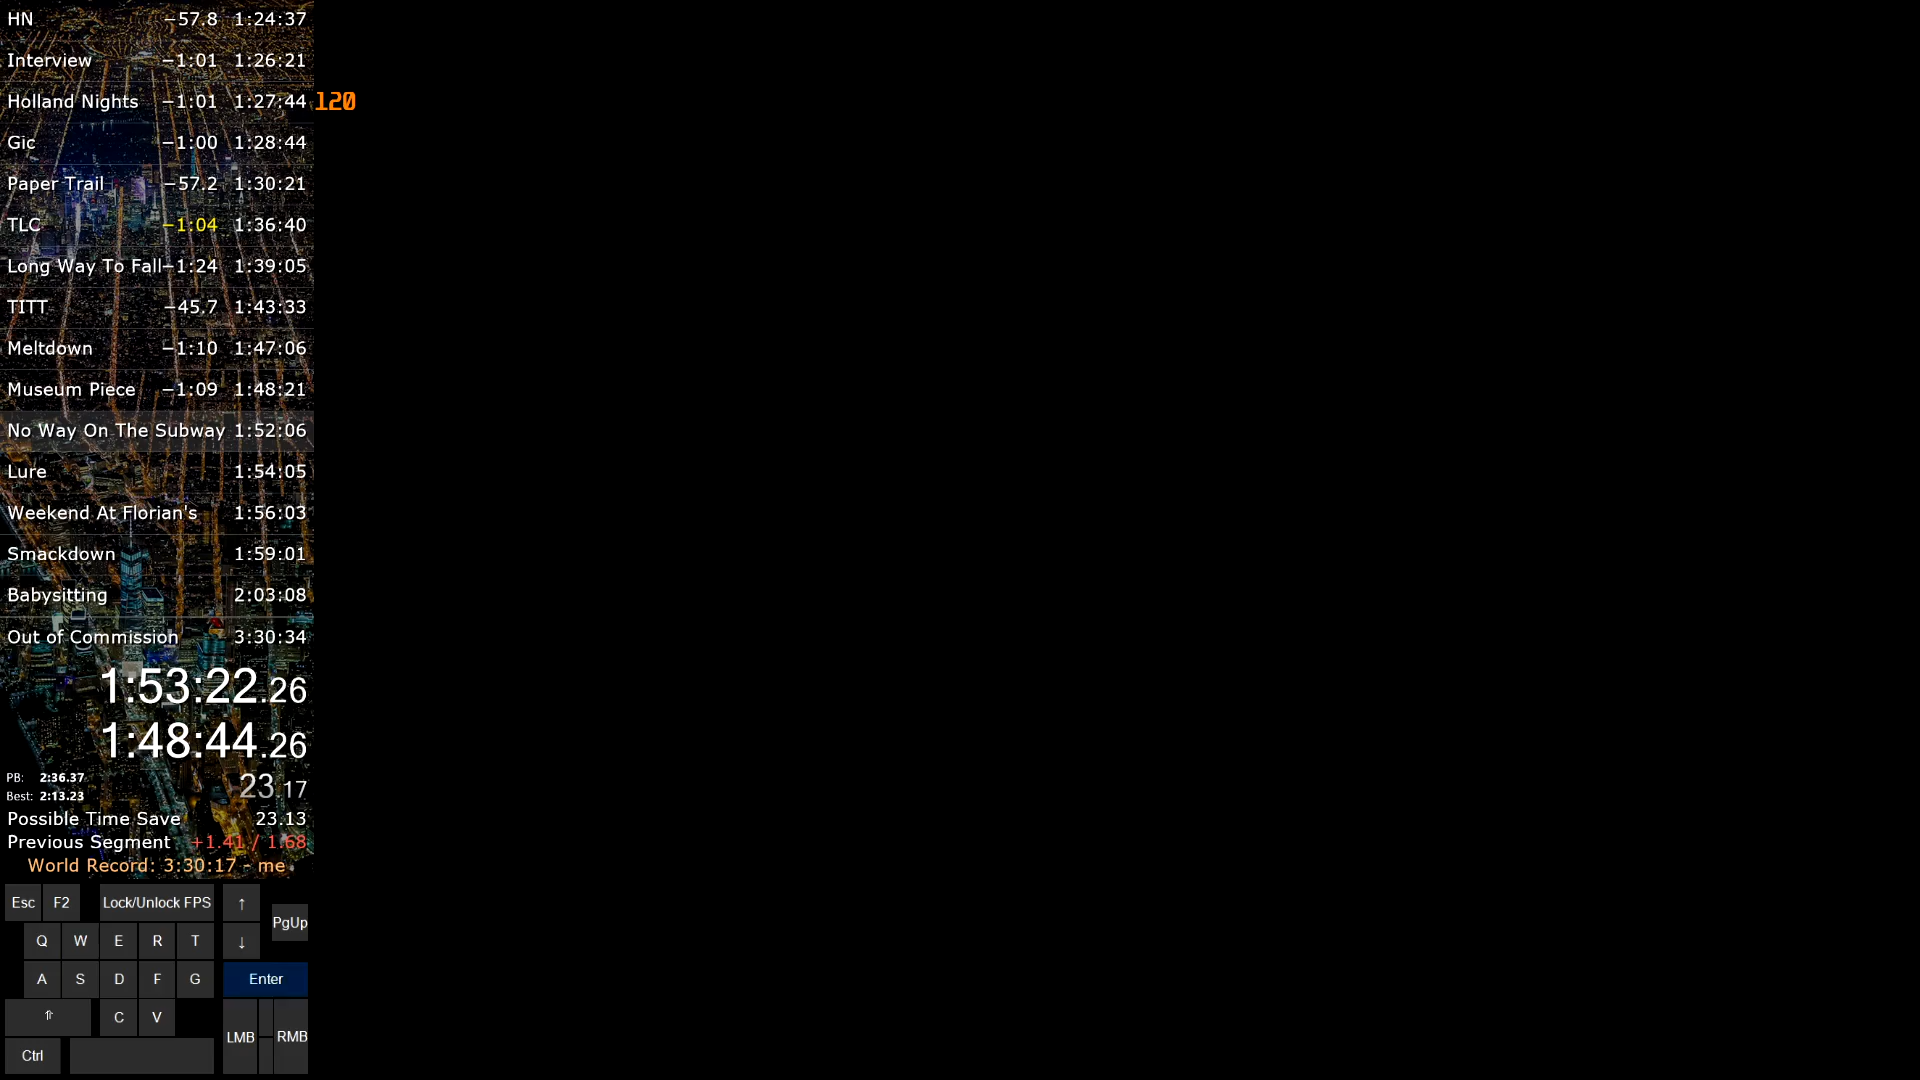 HN −57.8 1:24:37
Interview −1:01 1:26:21
Holland Nights −1:01 1:27:44 120
Gic −1:00 1:28:44
Paper Trail −57.2 1:30:21
TLC −1:04 1:36:40
Long Way To Fall −1:24 1:39:05
TITT −45.7 1:43:33
Meltdown −1:10 1:47:06
Museum Piece −1:09 1:48:21
No Way On The Subway 1:52:06
Lure 1:54:05
Weekend At Florian's 1:56:03
Smackdown 1:59:01
Babysitting 2:03:08
Out of Commission 3:30:34
1:53:22.26
1:48:44.26
PB: 2:36.37 23.17
Best: 2:13.23
Possible Time Save 23.13
Previous Segment +1.41 / 1.68
World Record: 3:30:17 - me
Esc F2 Lock/Unlock FPS ↑ PgUp
Q W E R T ↓
A S D F G Enter
⇧ C V LMB RMB
Ctrl